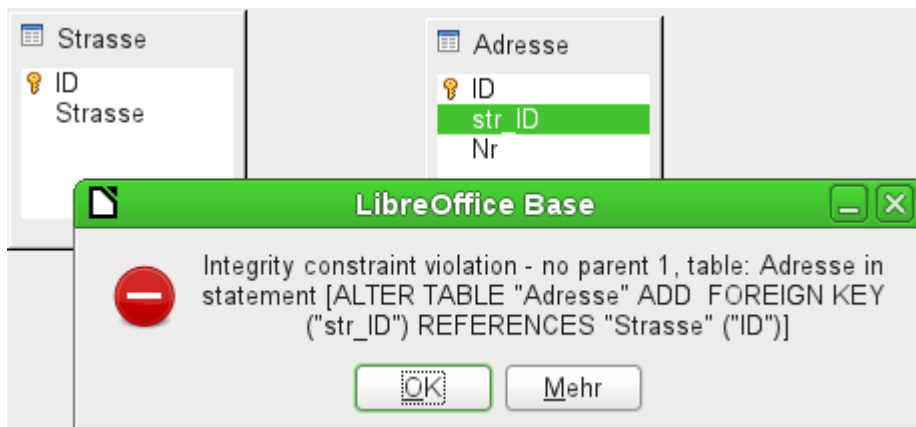 Strasse
ID
Strasse
Adresse
ID
str_ID
Nr
LibreOffice Base
Integrity constraint violation - no parent 1, table: Adresse in
statement [ALTER TABLE "Adresse" ADD  FOREIGN KEY
("str_ID") REFERENCES "Strasse" ("ID")]
OK
Mehr